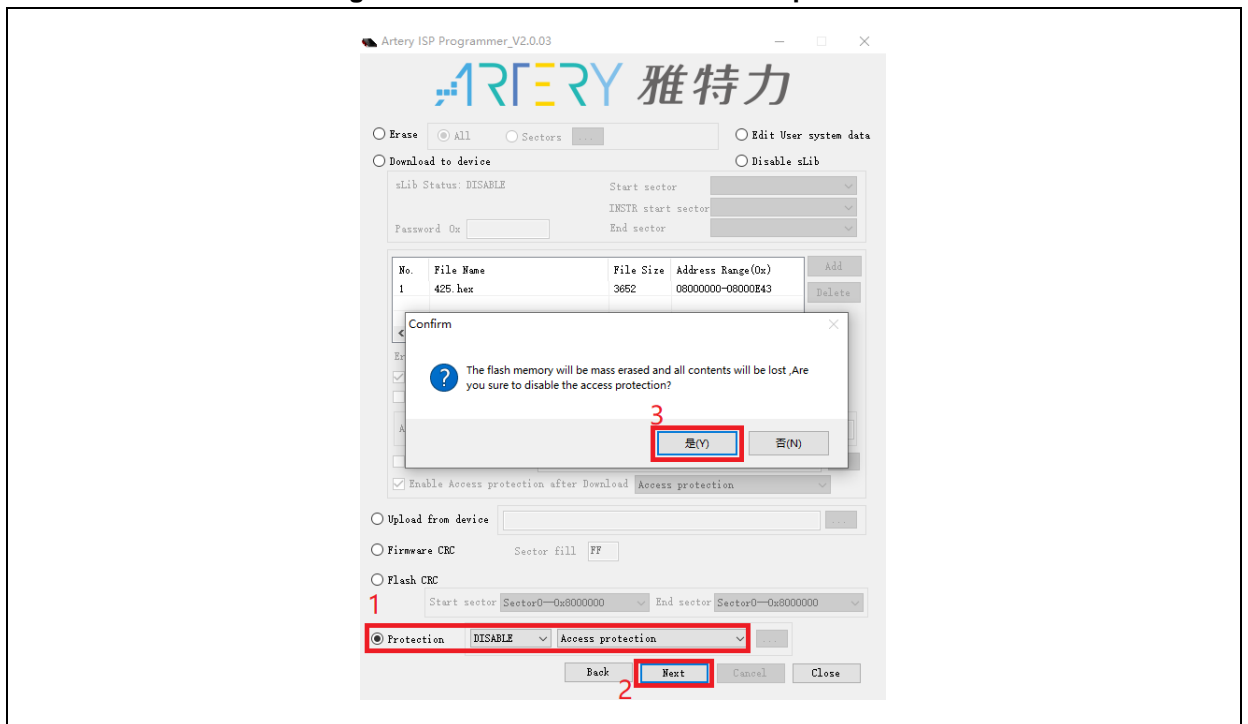 Artery ISP Programmer_V2.0.03
ARTERY 雅特力
Erase All Sectors ... Edit User system data
Download to device Disable sLib
sLib Status: DISABLE Start sector
INSTR start sector
Password 0x End sector
No. File Name File Size Address Range(0x) Add
1 425.hex 3652 08000000-08000E43 Delete
Confirm
The flash memory will be mass erased and all contents will be lost ,Are
you sure to disable the access protection?
3
是(Y) 否(N)
Enable Access protection after Download Access protection
Upload from device ...
Firmware CRC Sector fill FF
Flash CRC
1 Start sector Sector0—0x8000000 End sector Sector0—0x8000000
Protection DISABLE Access protection ...
Back Next Cancel Close
2